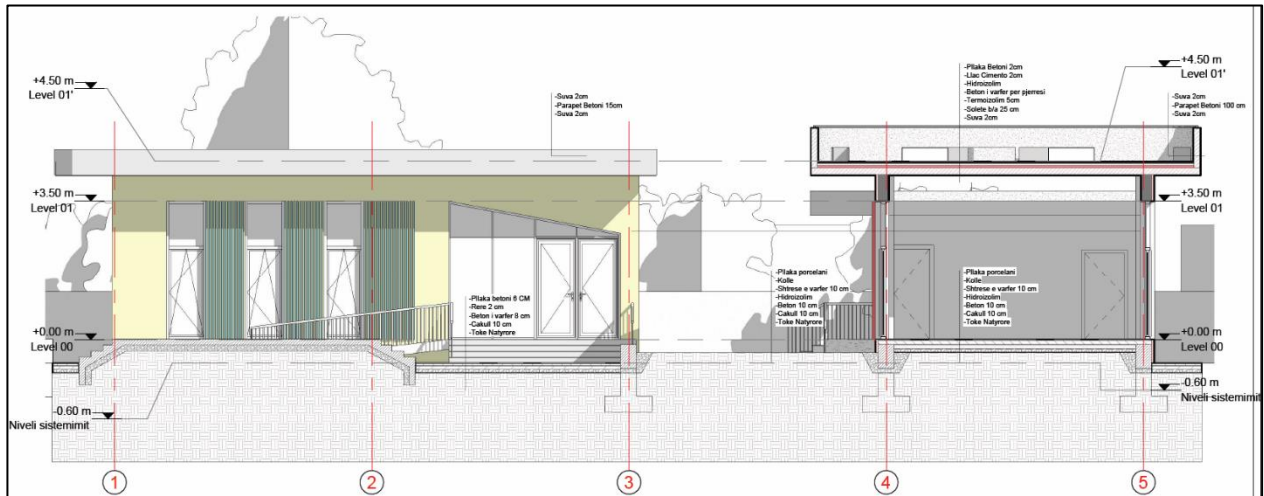 +4.50 m
Level 01'
+3.50 m
Level 01
+0.00 m
Level 00
-0.60 m
Niveli sistemimit
-Suva 2cm
-Parapet Betoni 15cm
-Suva 2cm
-Pllaka betoni 6 CM
-Rere 2 cm
-Beton i varfer 8 cm
-Cakull 10 cm
-Toke Natyrore
-Pllaka porcelani
-Kolle
-Shtrese e varfer 10 cm
-Hidroizolim
-Beton 10 cm
-Cakull 10 cm
-Toke Natyrore
-Pllaka Betoni 2cm
-Llac Cimento 2cm
-Hidroizolim
-Beton i varfer per pjerresi
-Termoizolim 5cm
-Solete b/a 25 cm
-Suva 2cm
-Pllaka porcelani
-Kolle
-Shtrese e varfer 10 cm
-Hidroizolim
-Beton 10 cm
-Cakull 10 cm
-Toke Natyrore
+4.50 m
Level 01'
-Suva 2cm
-Parapet Betoni 100 cm
-Suva 2cm
+3.50 m
Level 01
+0.00 m
Level 00
-0.60 m
Niveli sistemimit
1
2
3
4
5